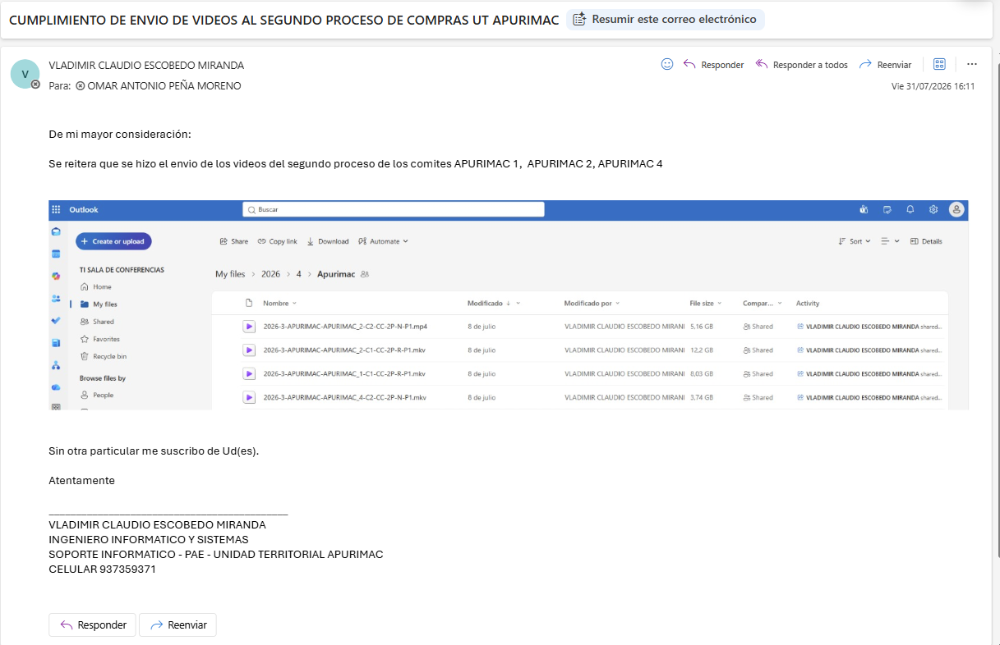 CUMPLIMIENTO DE ENVIO DE VIDEOS AL SEGUNDO PROCESO DE COMPRAS UT APURIMAC Resumir este correo electrónico
V
VLADIMIR CLAUDIO ESCOBEDO MIRANDA
Responder Responder a todos Reenviar
Para: OMAR ANTONIO PEÑA MORENO
Vie 31/07/2026 16:11
De mi mayor consideración:
Se reitera que se hizo el envio de los videos del segundo proceso de los comites APURIMAC 1, APURIMAC 2, APURIMAC 4
Outlook Buscar
Create or upload Share Copy link Download Automate Sort Details
TI SALA DE CONFERENCIAS
My files > 2026 > 4 > Apurimac
Home
My files
Shared
Favorites
Recycle bin
Browse files by
People
Nombre Modificado Modificado por File size Compar... Activity
2026-3-APURIMAC-APURIMAC_2-C2-CC-2P-N-P1.mp4 8 de julio VLADIMIR CLAUDIO ESCOBEDO MIRANI 5,16 GB Shared VLADIMIR CLAUDIO ESCOBEDO MIRANDA shared...
2026-3-APURIMAC-APURIMAC_2-C1-CC-2P-R-P1.mkv 8 de julio VLADIMIR CLAUDIO ESCOBEDO MIRANI 12,2 GB Shared VLADIMIR CLAUDIO ESCOBEDO MIRANDA shared...
2026-3-APURIMAC-APURIMAC_1-C1-CC-2P-R-P1.mkv 8 de julio VLADIMIR CLAUDIO ESCOBEDO MIRANI 8,03 GB Shared VLADIMIR CLAUDIO ESCOBEDO MIRANDA shared...
2026-3-APURIMAC-APURIMAC_4-C2-CC-2P-N-P1.mkv 8 de julio VLADIMIR CLAUDIO ESCOBEDO MIRANI 3,74 GB Shared VLADIMIR CLAUDIO ESCOBEDO MIRANDA shared...
Sin otra particular me suscribo de Ud(es).
Atentamente
VLADIMIR CLAUDIO ESCOBEDO MIRANDA
INGENIERO INFORMATICO Y SISTEMAS
SOPORTE INFORMATICO - PAE - UNIDAD TERRITORIAL APURIMAC
CELULAR 937359371
Responder Reenviar